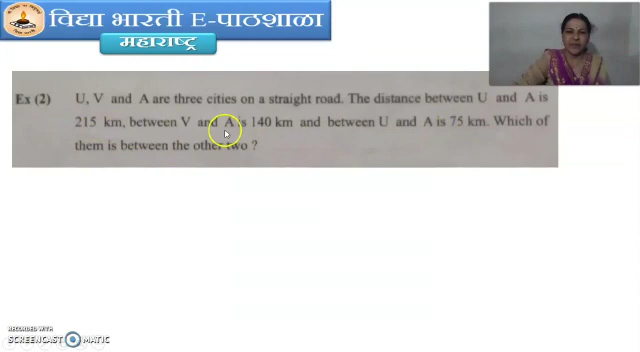 विद्या भारती E-पाठशाळा
महाराष्ट्र
Ex (2) U, V and A are three cities on a straight road. The distance between U and A is
215 km, between V and A is 140 km and between U and A is 75 km. Which of
them is between the other two ?
RECORDED WITH
SCREENCAST MATIC